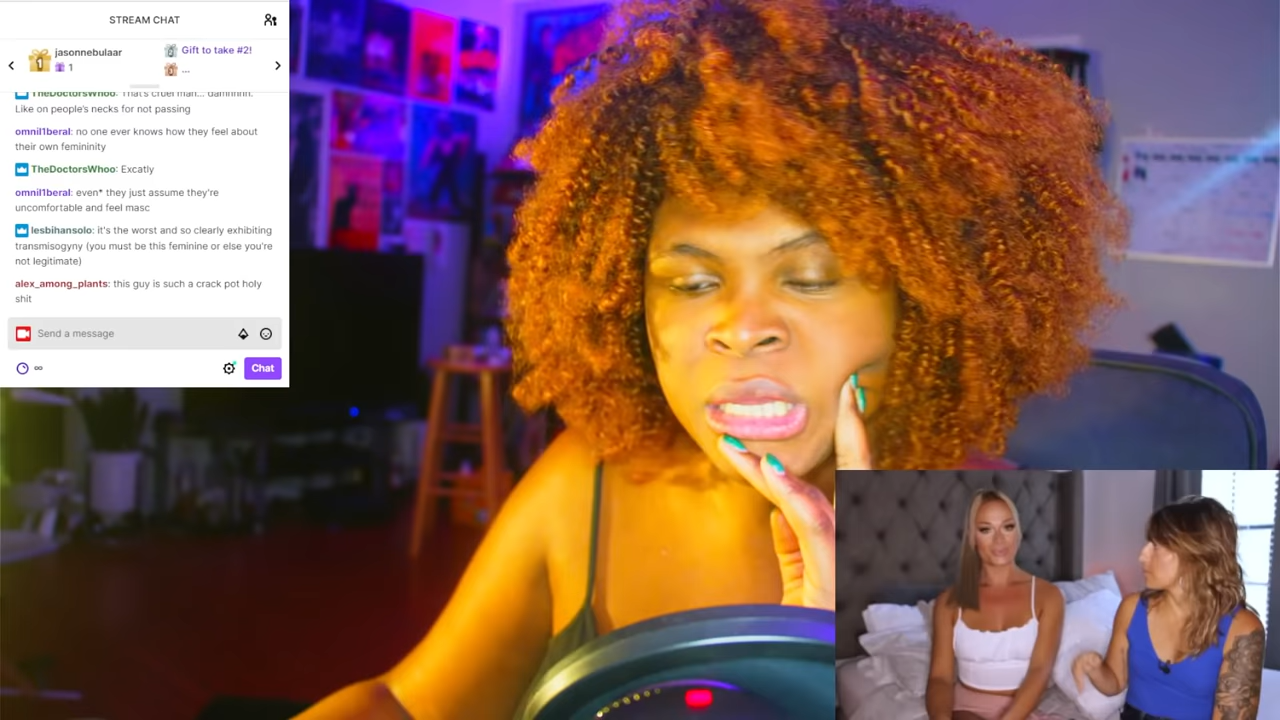 STREAM CHAT
jasonnebulaar
1
Gift to take #2!
...
TheDoctorsWhoo: That's cruel man... damnnnn.
Like on people's necks for not passing
omnil1beral: no one ever knows how they feel about
their own femininity
TheDoctorsWhoo: Excatly
omnil1beral: even* they just assume they're
uncomfortable and feel masc
lesbihansolo: it's the worst and so clearly exhibiting
transmisogyny (you must be this feminine or else you're
not legitimate)
alex_among_plants: this guy is such a crack pot holy
shit
Send a message
∞
Chat